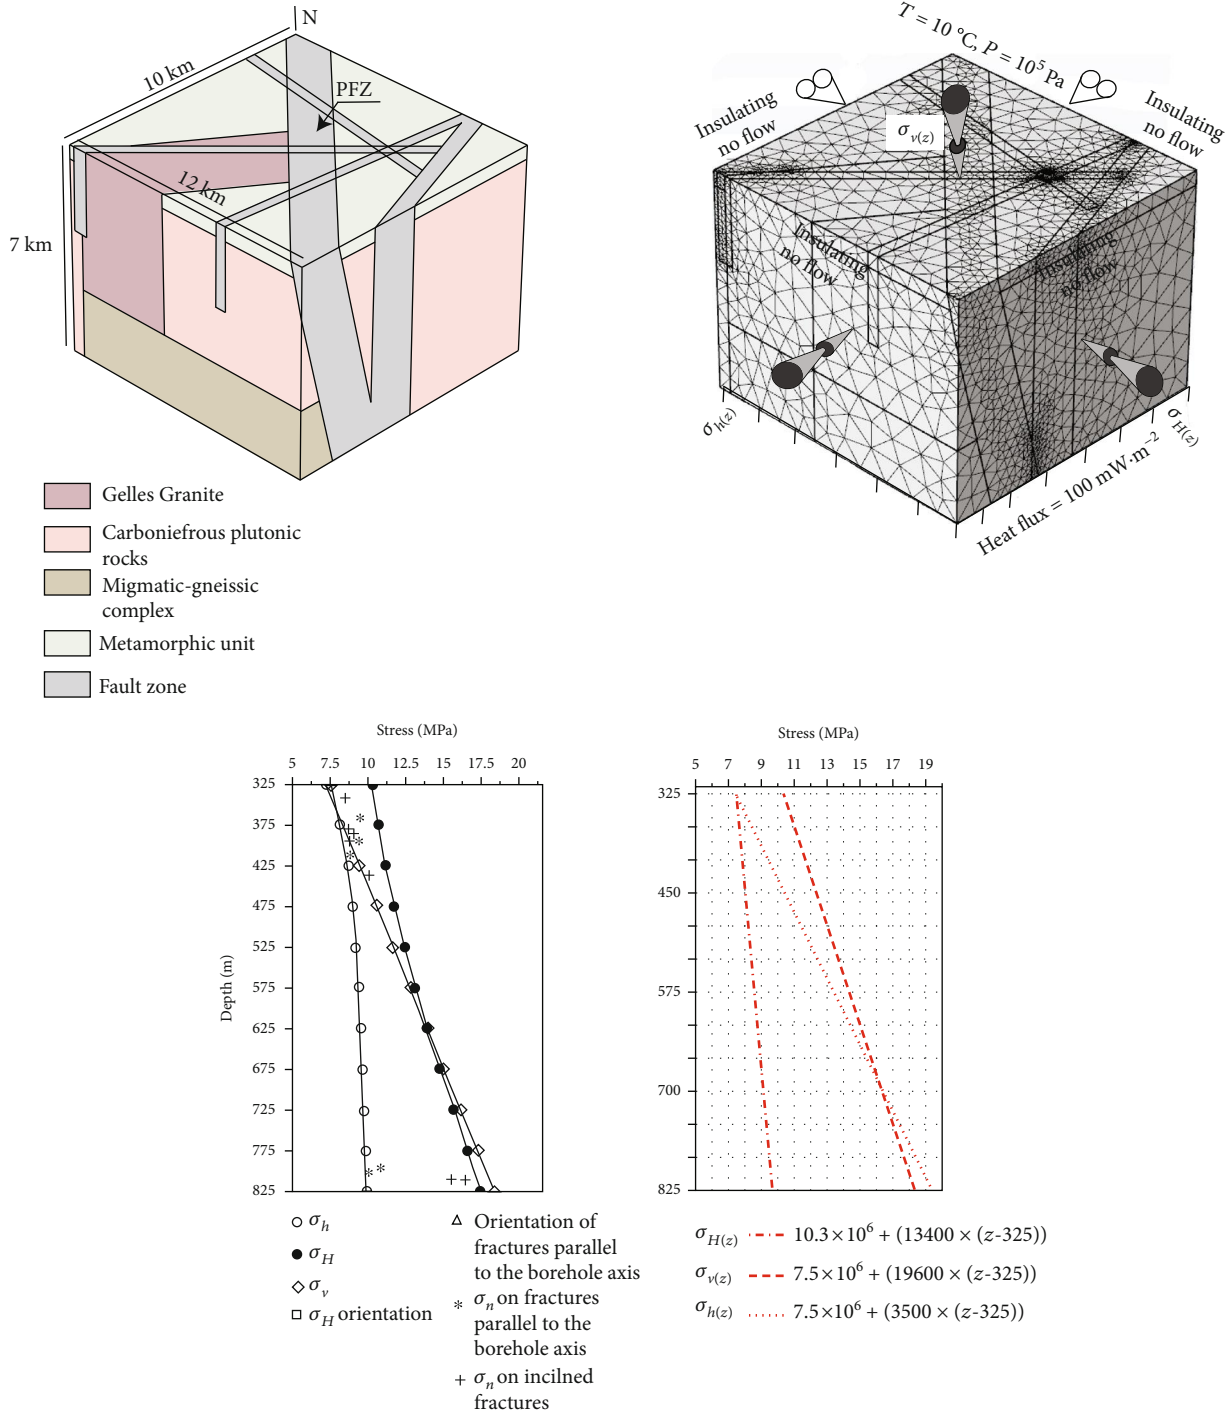 N
10 km
PFZ
12 km
7 km
Gelles Granite
Carboniefrous plutonic
rocks
Migmatic-gneissic
complex
Metamorphic unit
Fault zone
T = 10 °C, P = 10⁵ Pa
Insulating
no flow
Insulating
no flow
σv(z)
Insulating
no flow
Insulating
no flow
σh(z)
σH(z)
Heat flux = 100 mW·m⁻²
Stress (MPa)
5 7.5 10 12.5 15 17.5 20
325
375
425
475
525
575
625
675
725
775
825
Depth (m)
σh
σH
σv
σH orientation
Orientation of
fractures parallel
to the borehole axis
* σn on fractures
parallel to the
borehole axis
+ σn on incilned
fractures
Stress (MPa)
5 7 9 11 13 15 17 19
325
450
575
700
825
σH(z) 10.3×10⁶ + (13400 × (z-325))
σv(z) 7.5×10⁶ + (19600 × (z-325))
σh(z) 7.5×10⁶ + (3500 × (z-325))